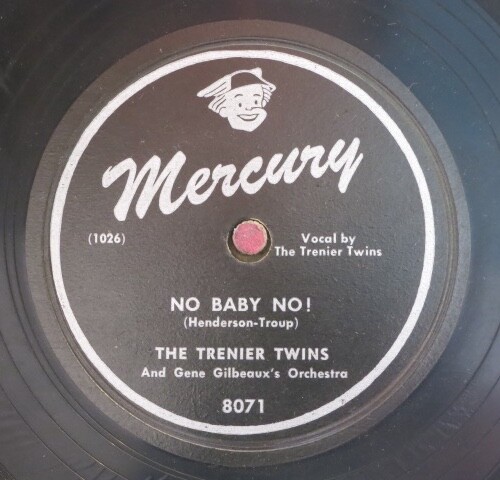 Mercury
(1026)
Vocal by
The Trenier Twins
NO BABY NO!
(Henderson-Troup)
THE TRENIER TWINS
And Gene Gilbeaux's Orchestra
8071